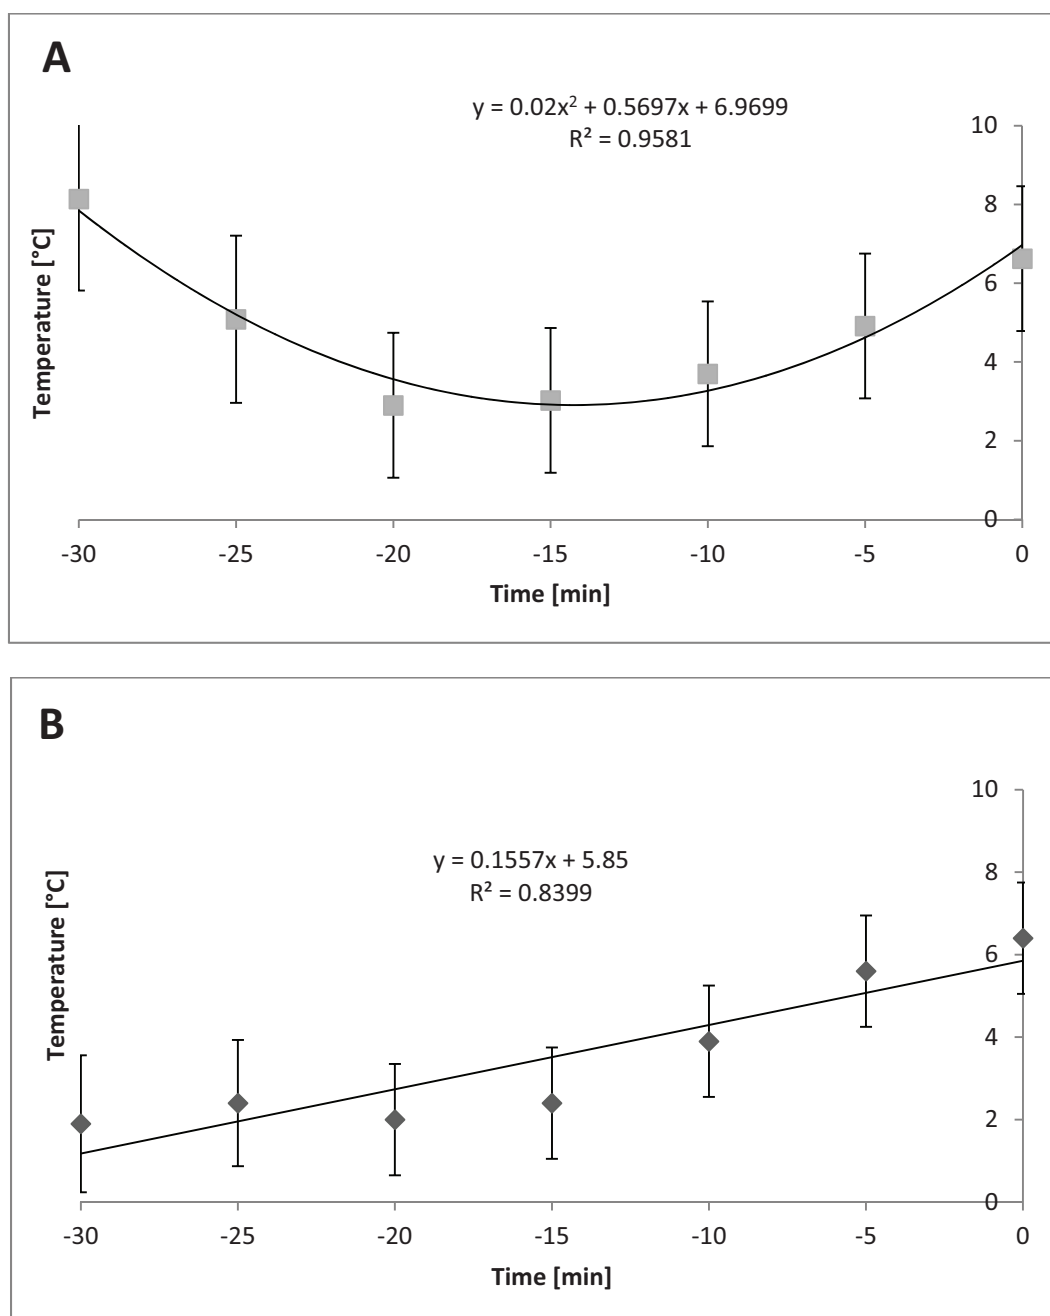 A
y = 0.02x² + 0.5697x + 6.9699
R² = 0.9581
10
8
6
4
2
0
Temperature [°C]
-30 -25 -20 -15 -10 -5 0
Time [min]
B
y = 0.1557x + 5.85
R² = 0.8399
10
8
6
4
2
0
Temperature [°C]
-30 -25 -20 -15 -10 -5 0
Time [min]